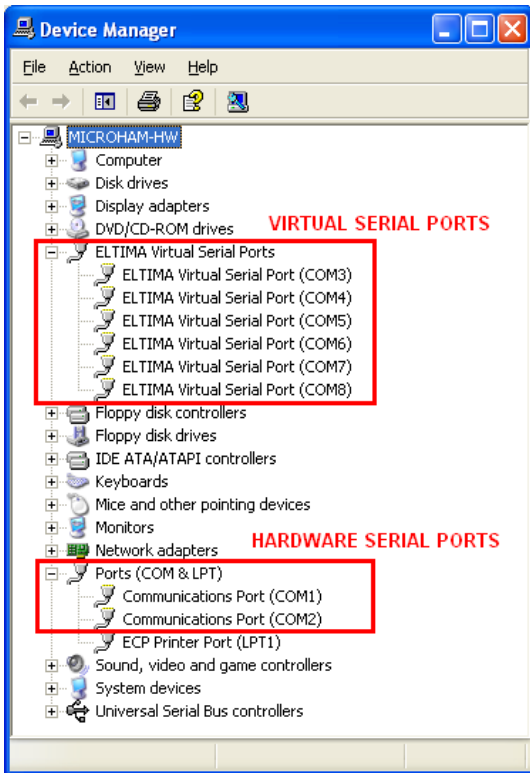 Device Manager
File Action View Help
MICROHAM-HW
Computer
Disk drives
Display adapters
DVD/CD-ROM drives
VIRTUAL SERIAL PORTS
ELTIMA Virtual Serial Ports
ELTIMA Virtual Serial Port (COM3)
ELTIMA Virtual Serial Port (COM4)
ELTIMA Virtual Serial Port (COM5)
ELTIMA Virtual Serial Port (COM6)
ELTIMA Virtual Serial Port (COM7)
ELTIMA Virtual Serial Port (COM8)
Floppy disk controllers
Floppy disk drives
IDE ATA/ATAPI controllers
Keyboards
Mice and other pointing devices
Monitors
Network adapters
HARDWARE SERIAL PORTS
Ports (COM & LPT)
Communications Port (COM1)
Communications Port (COM2)
ECP Printer Port (LPT1)
Sound, video and game controllers
System devices
Universal Serial Bus controllers